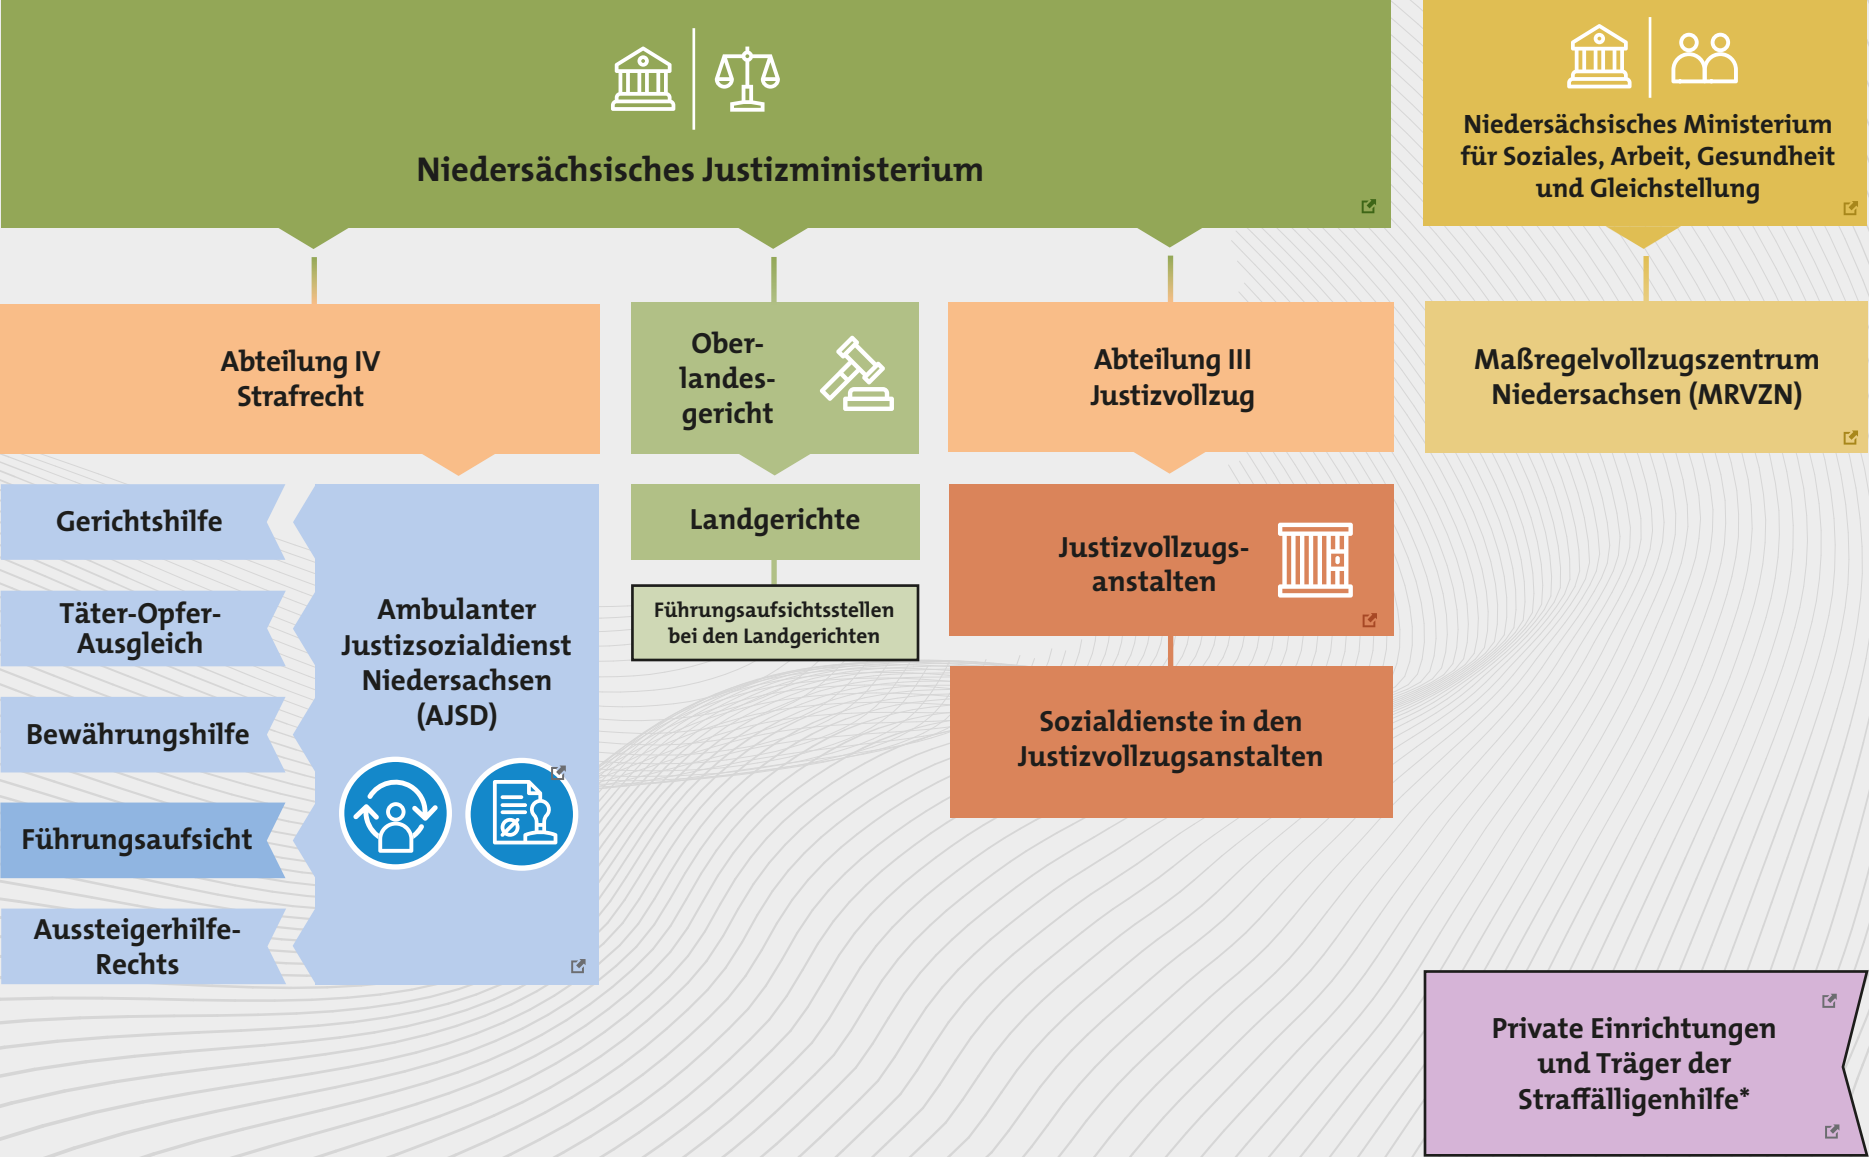 Niedersächsisches Justizministerium
Niedersächsisches Ministerium
für Soziales, Arbeit, Gesundheit
und Gleichstellung
Abteilung IV
Strafrecht
Ober-
landes-
gericht
Abteilung III
Justizvollzug
Maßregelvollzugszentrum
Niedersachsen (MRVZN)
Gerichtshilfe
Täter-Opfer-
Ausgleich
Bewährungshilfe
Führungsaufsicht
Aussteigerhilfe-
Rechts
Ambulanter
Justizsozialdienst
Niedersachsen
(AJSD)
Landgerichte
Führungsaufsichtsstellen
bei den Landgerichten
Justizvollzugs-
anstalten
Sozialdienste in den
Justizvollzugsanstalten
Private Einrichtungen
und Träger der
Straffälligenhilfe*